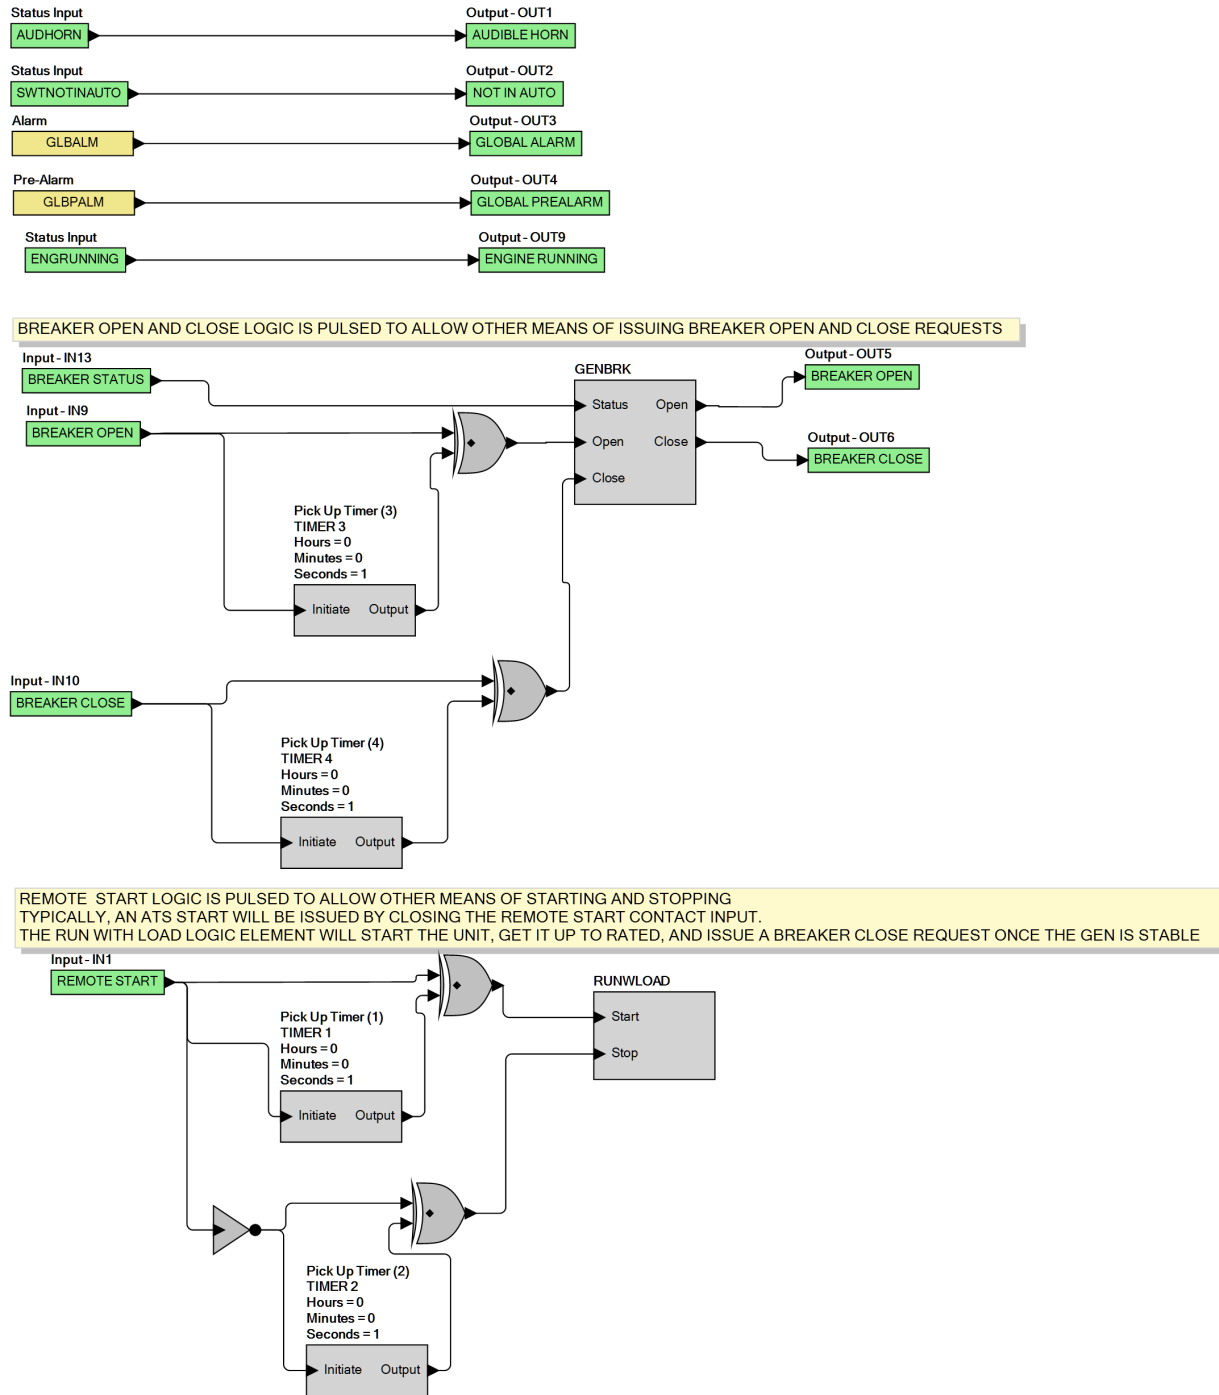 Status Input
AUDHORN
Output - OUT1
AUDIBLE HORN
Status Input
SWTNOTINAUTO
Output - OUT2
NOT IN AUTO
Alarm
GLBALM
Output - OUT3
GLOBAL ALARM
Pre-Alarm
GLBPALM
Output - OUT4
GLOBAL PREALARM
Status Input
ENGRUNNING
Output - OUT9
ENGINE RUNNING
BREAKER OPEN AND CLOSE LOGIC IS PULSED TO ALLOW OTHER MEANS OF ISSUING BREAKER OPEN AND CLOSE REQUESTS
Input - IN13
BREAKER STATUS
Input - IN9
BREAKER OPEN
GENBRK
Status Open
Open Close
Close
Output - OUT5
BREAKER OPEN
Output - OUT6
BREAKER CLOSE
Pick Up Timer (3)
TIMER 3
Hours = 0
Minutes = 0
Seconds = 1
Initiate Output
Input - IN10
BREAKER CLOSE
Pick Up Timer (4)
TIMER 4
Hours = 0
Minutes = 0
Seconds = 1
Initiate Output
REMOTE START LOGIC IS PULSED TO ALLOW OTHER MEANS OF STARTING AND STOPPING
TYPICALLY, AN ATS START WILL BE ISSUED BY CLOSING THE REMOTE START CONTACT INPUT.
THE RUN WITH LOAD LOGIC ELEMENT WILL START THE UNIT, GET IT UP TO RATED, AND ISSUE A BREAKER CLOSE REQUEST ONCE THE GEN IS STABLE
Input - IN1
REMOTE START
Pick Up Timer (1)
TIMER 1
Hours = 0
Minutes = 0
Seconds = 1
Initiate Output
RUNWLOAD
Start
Stop
Pick Up Timer (2)
TIMER 2
Hours = 0
Minutes = 0
Seconds = 1
Initiate Output